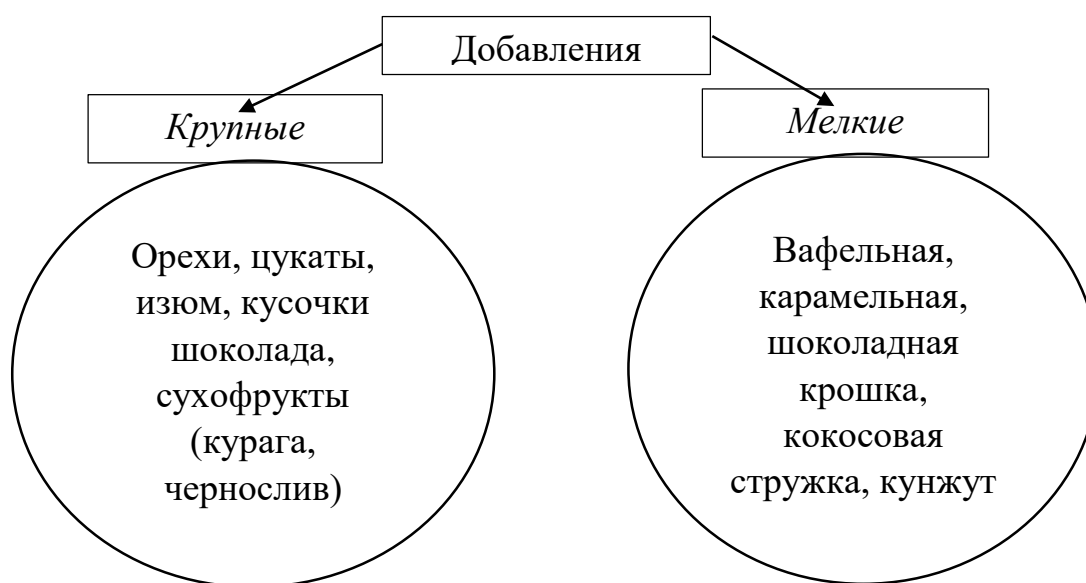 Добавления
Крупные
Мелкие
Орехи, цукаты,
изюм, кусочки
шоколада,
сухофрукты
(курага,
чернослив)
Вафельная,
карамельная,
шоколадная
крошка,
кокосовая
стружка, кунжут